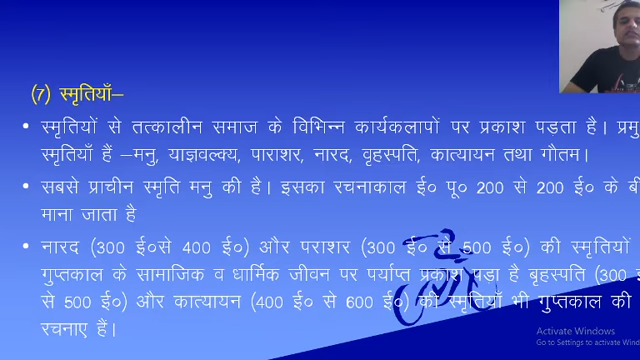 (7) स्मृतियाँ–
• स्मृतियों से तत्कालीन समाज के विभिन्न कार्यकलापों पर प्रकाश पड़ता है। प्रमु
स्मृतियाँ हैं –मनु, याज्ञवल्क्य, पाराशर, नारद, वृहस्पति, कात्यायन तथा गौतम।
• सबसे प्राचीन स्मृति मनु की है। इसका रचनाकाल ई० पू० 200 से 200 ई० के बी
माना जाता है
• नारद (300 ई०से 400 ई०) और पराशर (300 ई० से 500 ई०) की स्मृतियों
गुप्तकाल के सामाजिक व धार्मिक जीवन पर पर्याप्त प्रकाश पडा है बृहस्पति (300 ई
से 500 ई०) और कात्यायन (400 ई० से 600 ई०) की स्मृतियाँ भी गुप्तकाल की
रचनाए हैं।
Activate Windows
Go to Settings to activate Win